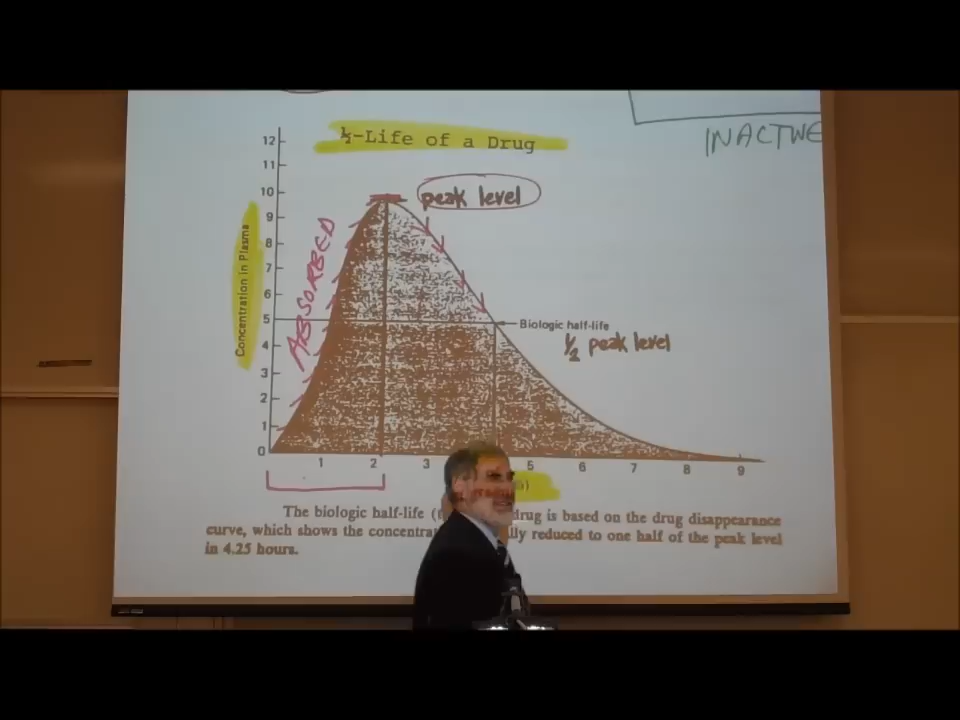 INACTIVE
½-Life of a Drug
peak level
Concentration in Plasma
ABSORBED
12
11
10
9
8
7
6
5
4
3
2
1
0
Biologic half-life
½ peak level
1 2 3 5 6 7 8 9
The biologic half-life ( drug is based on the drug disappearance
curve, which shows the reduced to one half of the peak level
in 4.25 hours.